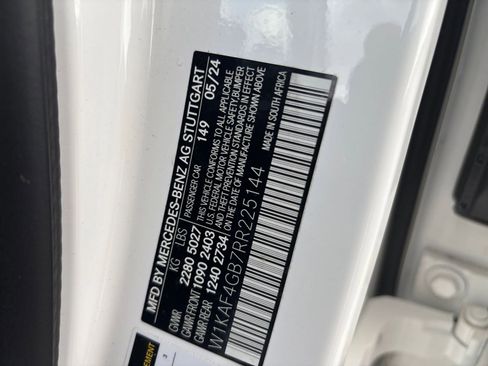 MFD BY MERCEDES-BENZ AG STUTTGART
KG LBS PASSENGER CAR 149 05/24
GVWR 2280 5027 THIS VEHICLE CONFORMS TO ALL APPLICABLE
GAWR FRONT 1090 2403 FEDERAL MOTOR VEHICLE SAFETY, BUMPER
GAWR REAR 1240 2734 AND THEFT PREVENTION STANDARDS IN EFFECT
ON THE DATE OF MANUFACTURE SHOWN ABOVE
W1KAF4GB7RR225144
MADE IN SOUTH AFRICA